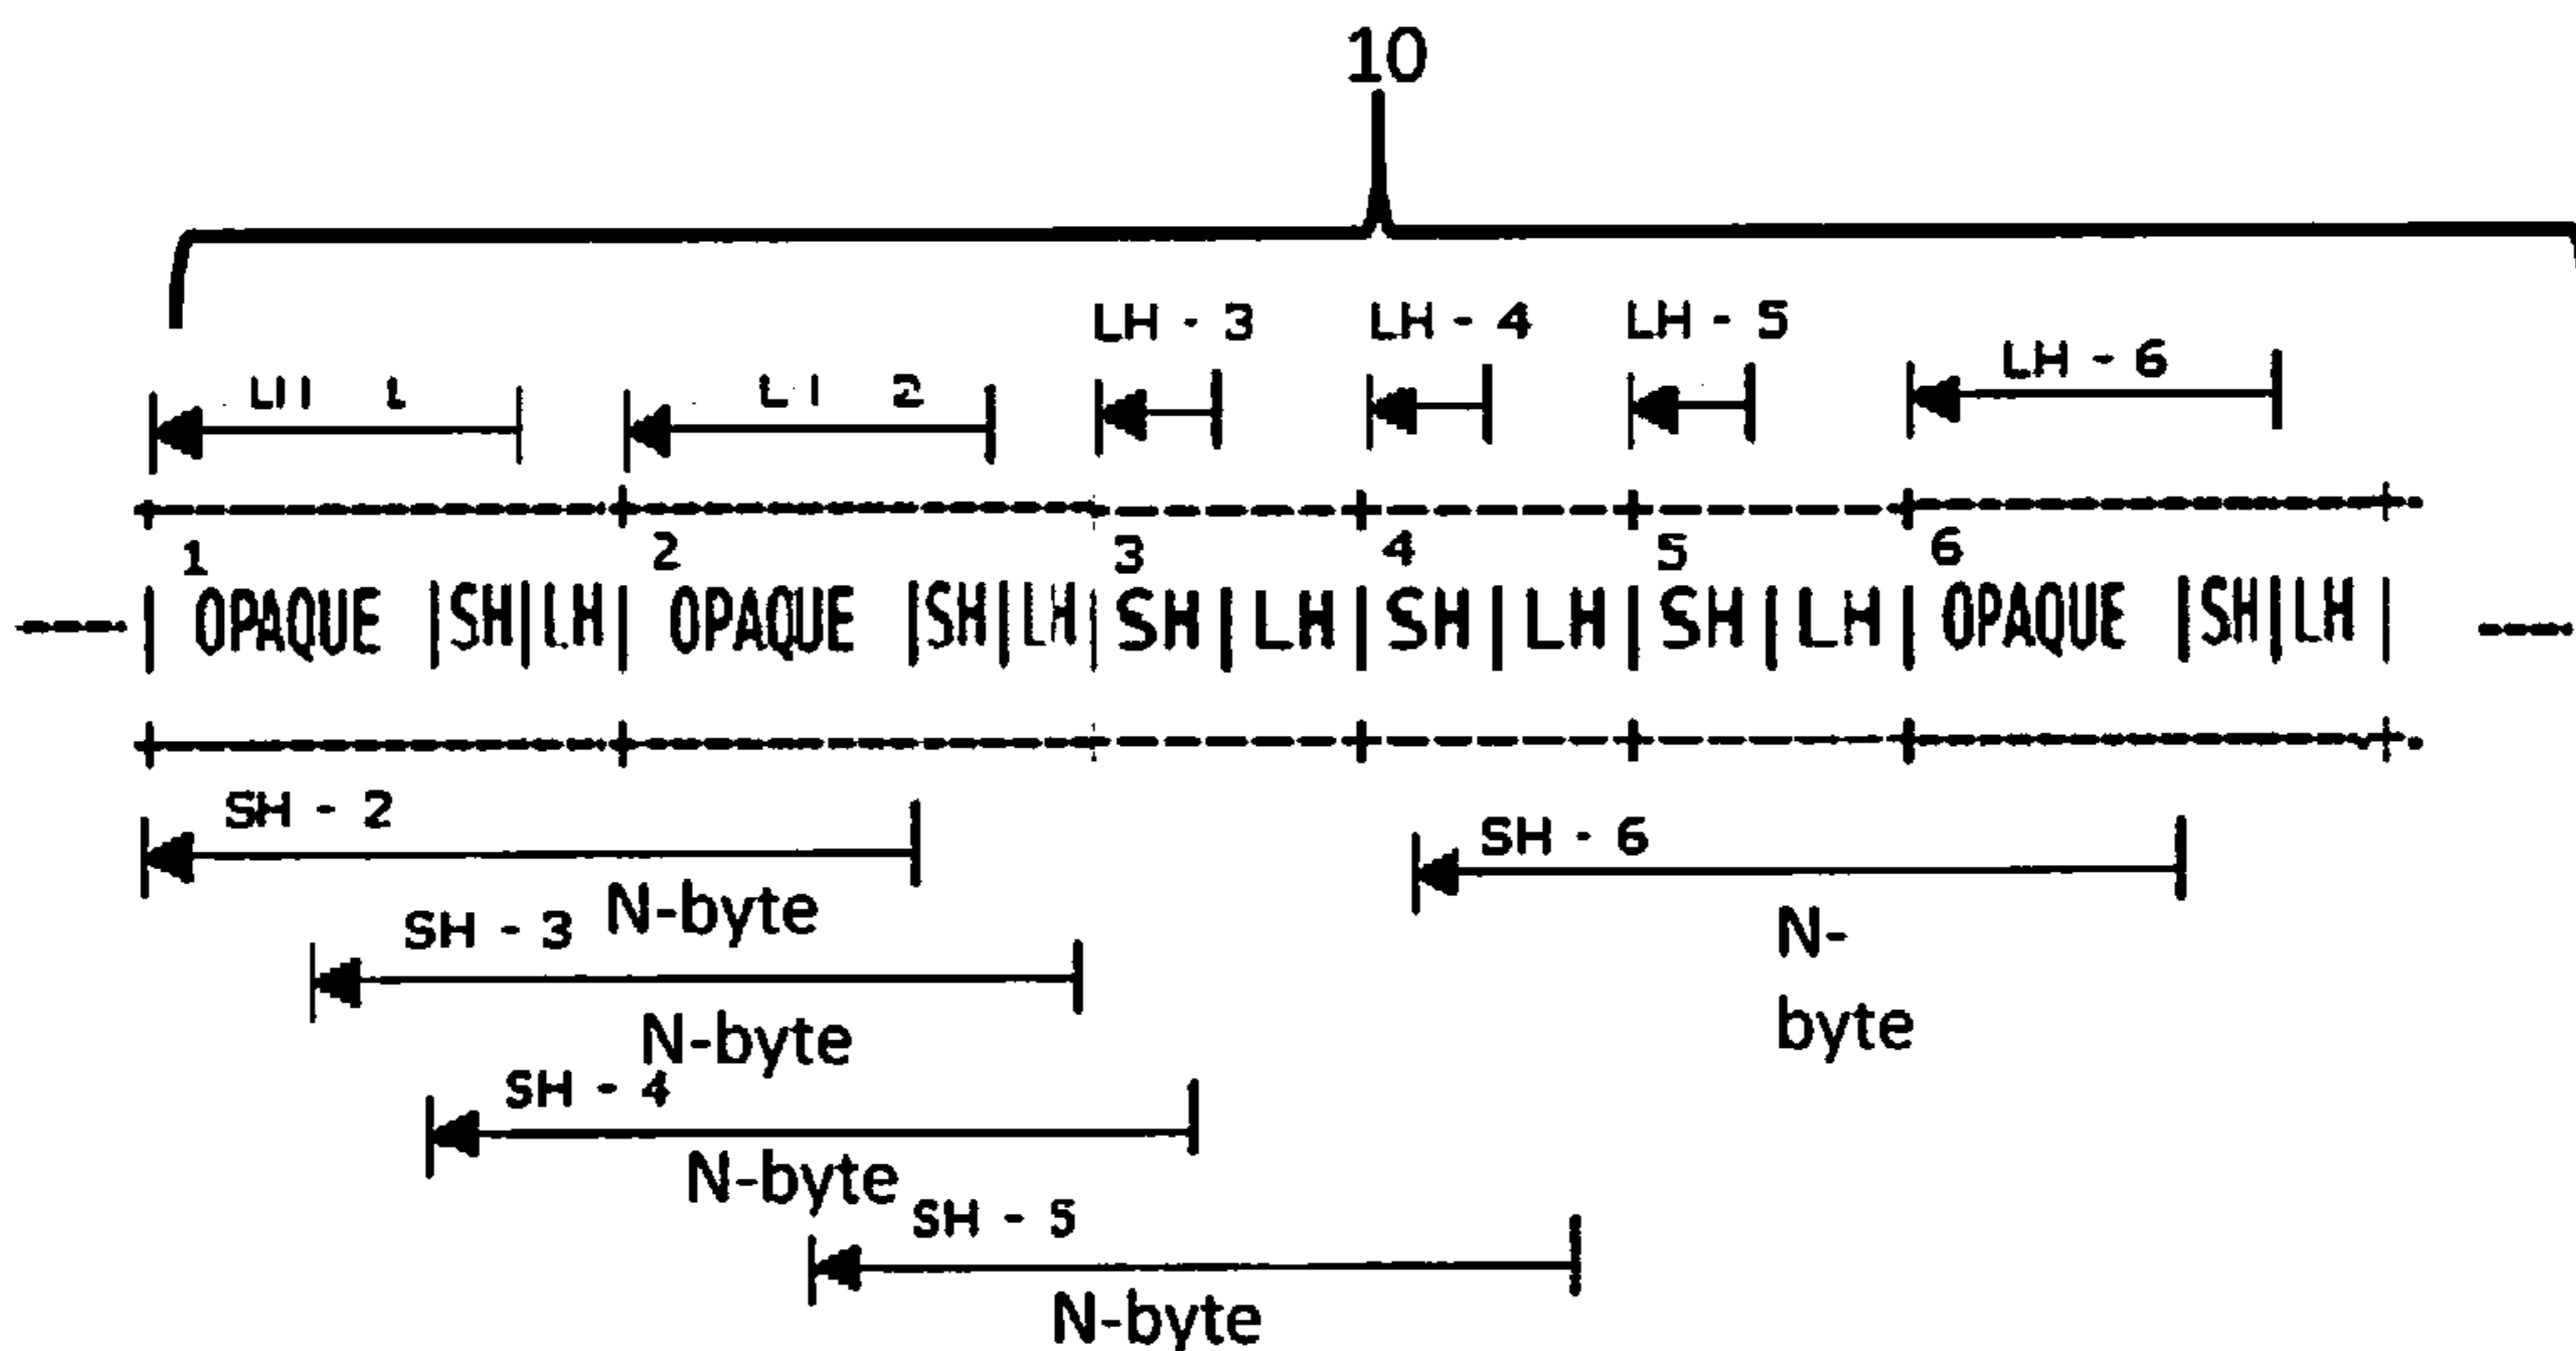 10
LH - 3 LH - 4 LH - 5
LH - 6
1 2 3 4 5 6
OPAQUE |SH|LH| OPAQUE |SH|LH| SH | LH | SH | LH | SH | LH | OPAQUE |SH|LH|
SH - 2
N-byte
SH - 3
N-byte
SH - 4
N-byte
SH - 5
N-byte
SH - 6
N-
byte